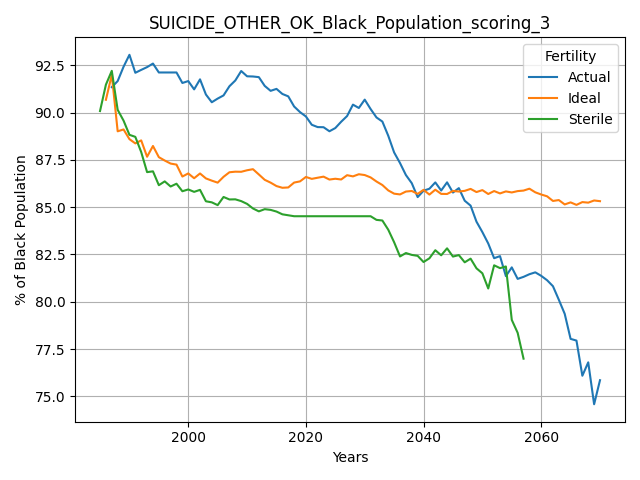 SUICIDE_OTHER_OK_Black_Population_scoring_3
Fertility
Actual
Ideal
Sterile
% of Black Population
92.5
90.0
87.5
85.0
82.5
80.0
77.5
75.0
2000
2020
2040
2060
Years